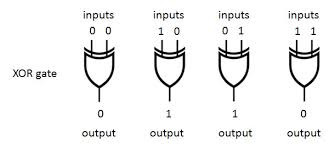 inputs inputs inputs inputs
0 0 1 0 0 1 1 1
XOR gate
0 1 1 0
output output output output